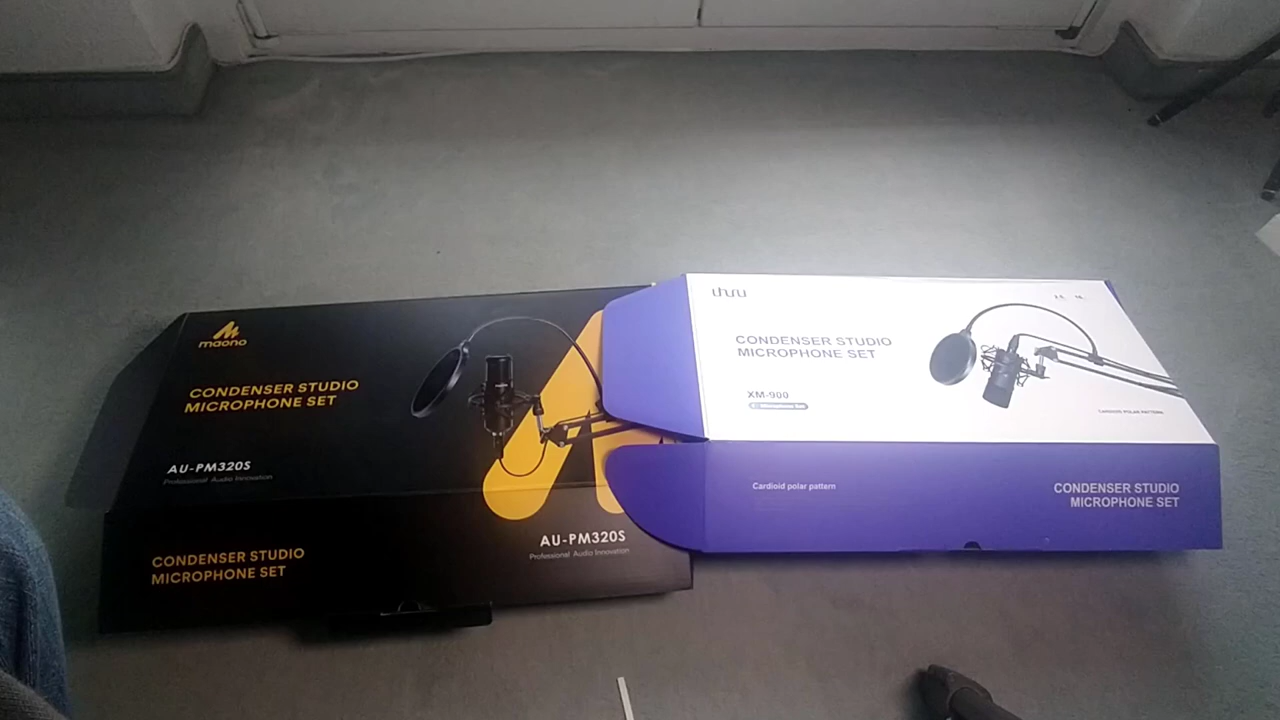 maono
CONDENSER STUDIO
MICROPHONE SET
AU-PM320S
Professional Audio Innovation
CONDENSER STUDIO
MICROPHONE SET
AU-PM320S
Professional Audio Innovation
CONDENSER STUDIO
MICROPHONE SET
XM-900
CARDIOID POLAR PATTERN
Cardioid polar pattern
CONDENSER STUDIO
MICROPHONE SET